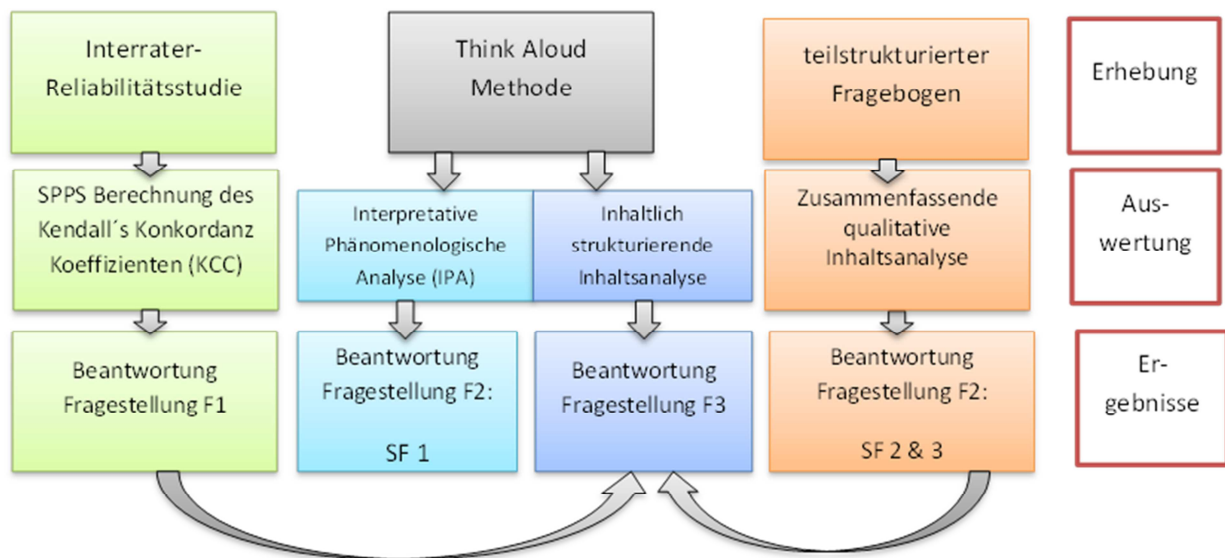 Interrater-
Reliabilitätsstudie
Think Aloud
Methode
teilstrukturierter
Fragebogen
Erhebung
SPPS Berechnung des
Kendall´s Konkordanz
Koeffizienten (KCC)
Interpretative
Phänomenologische
Analyse (IPA)
Inhaltlich
strukturierende
Inhaltsanalyse
Zusammenfassende
qualitative
Inhaltsanalyse
Aus-
wertung
Beantwortung
Fragestellung F1
Beantwortung
Fragestellung F2:
SF 1
Beantwortung
Fragestellung F3
Beantwortung
Fragestellung F2:
SF 2 & 3
Er-
gebnisse